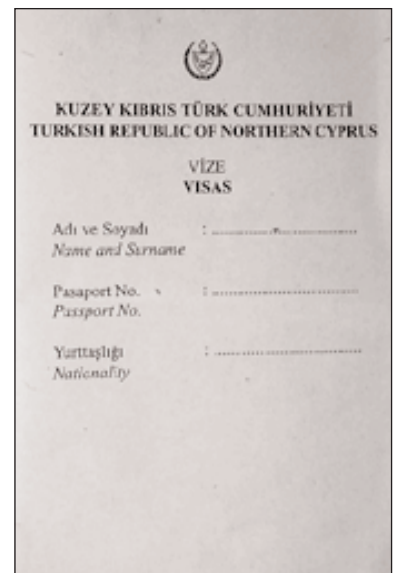 KUZEY KIBRIS TÜRK CUMHURİYETİ
TURKISH REPUBLIC OF NORTHERN CYPRUS
VİZE
VISAS
Adı ve Soyadı : ........................................
Name and Surname
Pasaport No. : ........................................
Passport No.
Yurttaşlığı : ........................................
Nationality